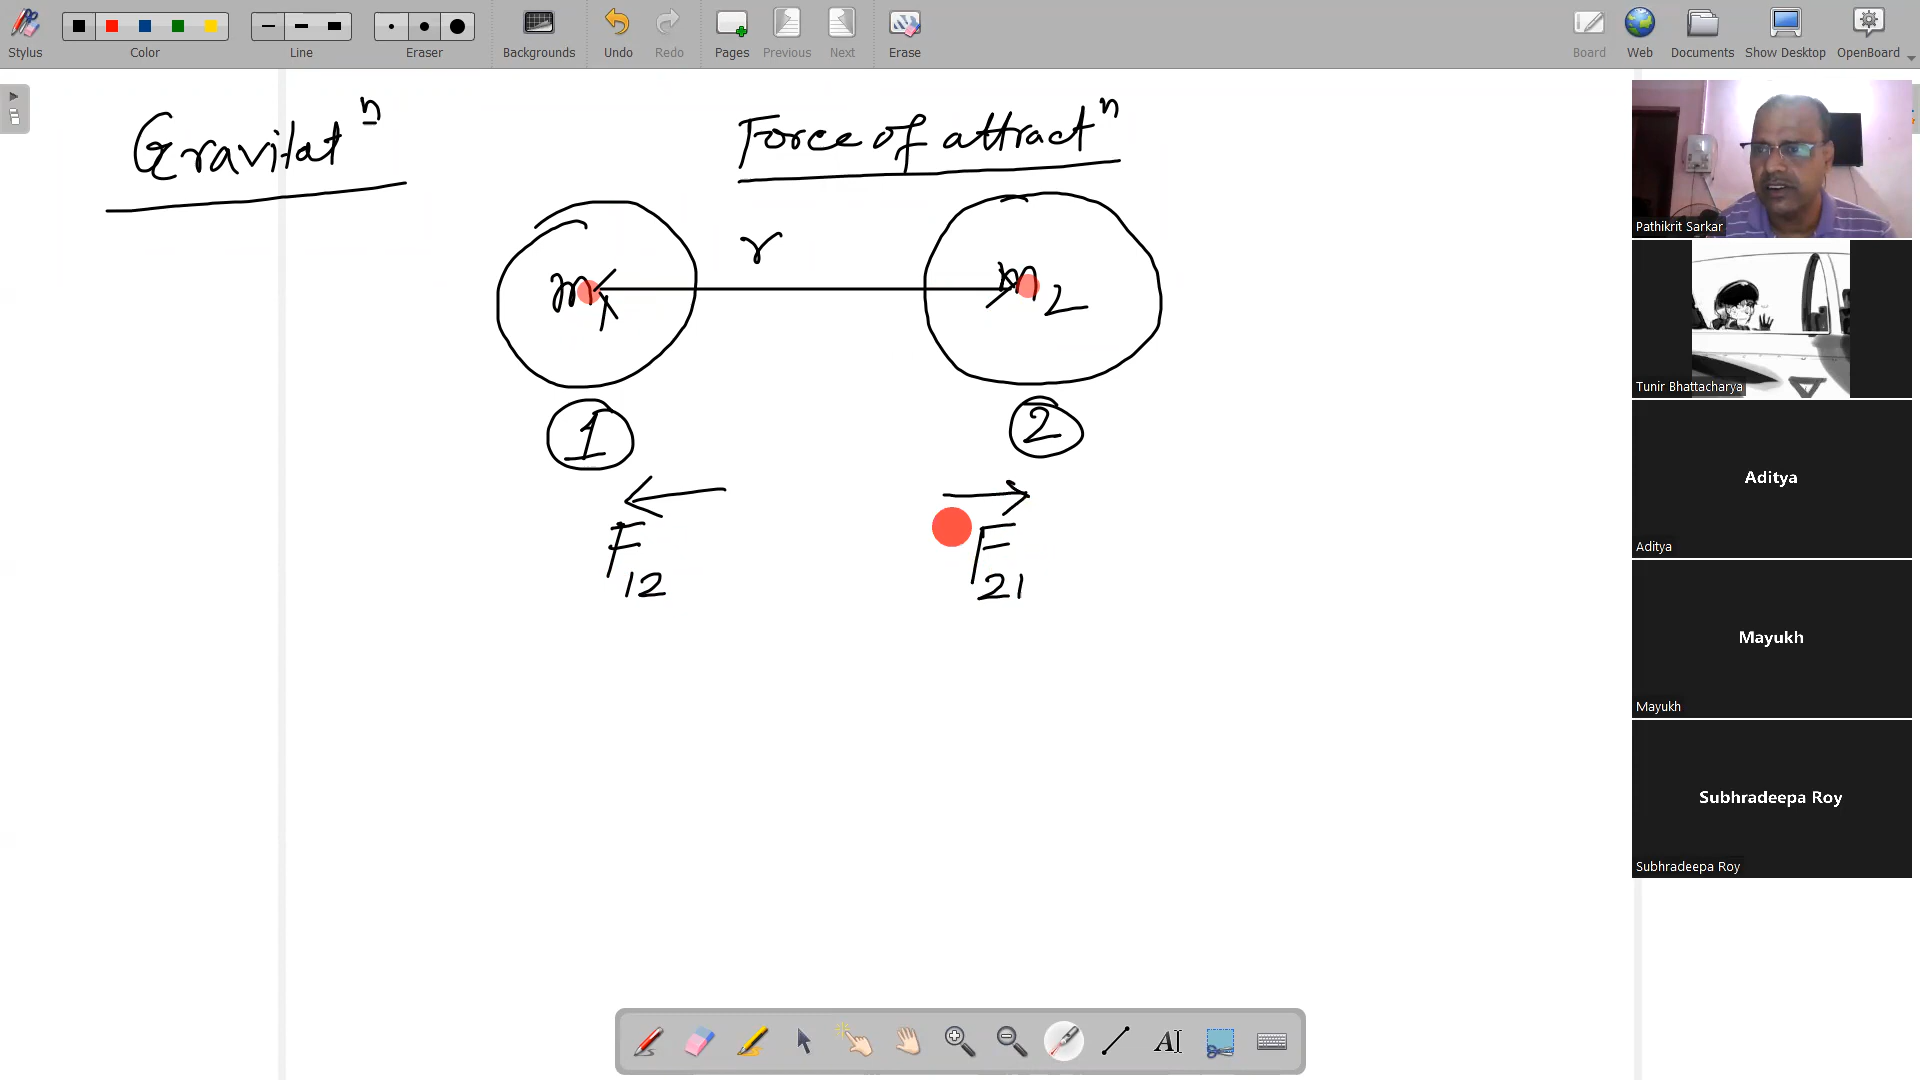 Stylus
Color
Line
Eraser
Backgrounds
Undo
Redo
Pages
Previous
Next
Erase
Board
Web
Documents
Show Desktop
OpenBoard
Gravitatⁿ
Force of attractⁿ
r
m₁
m₂
1
2
F₁₂
F₂₁
Pathikrit Sarkar
Tunir Bhattacharya
Aditya
Aditya
Mayukh
Mayukh
Subhradeepa Roy
Subhradeepa Roy